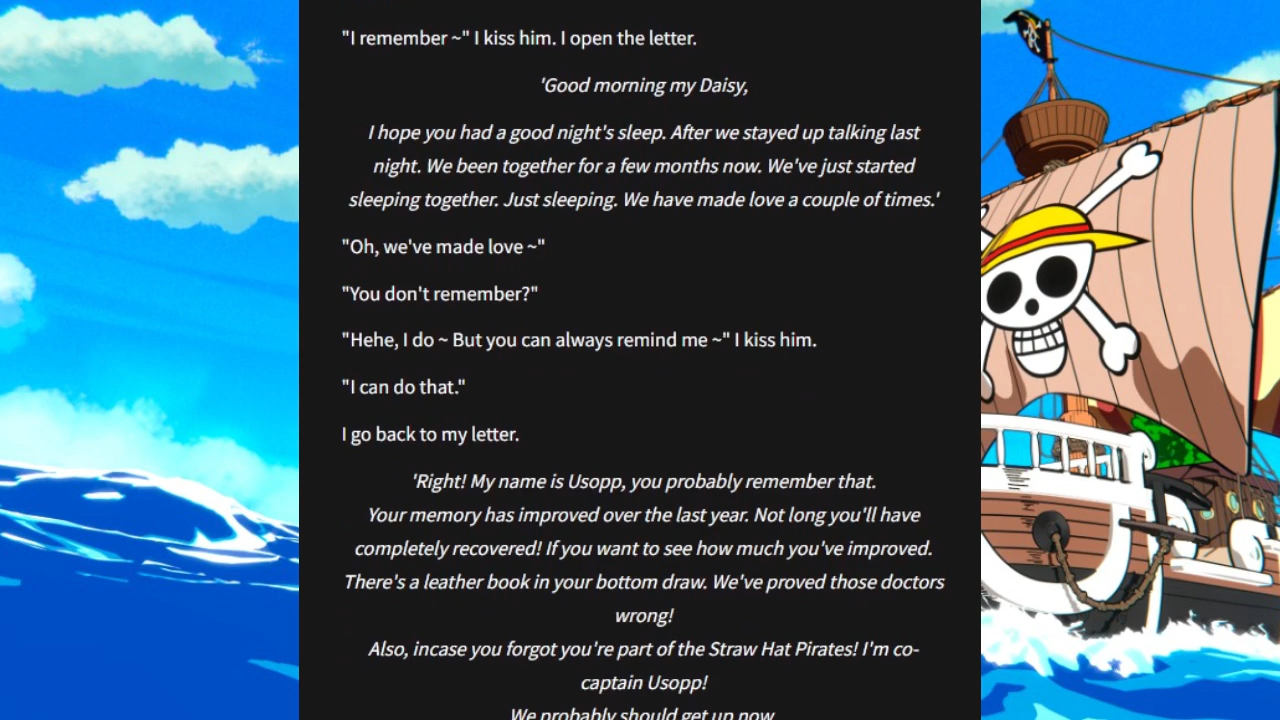 "I remember ~" I kiss him. I open the letter.
'Good morning my Daisy,
I hope you had a good night's sleep. After we stayed up talking last
night. We been together for a few months now. We've just started
sleeping together. Just sleeping. We have made love a couple of times.'
"Oh, we've made love ~"
"You don't remember?"
"Hehe, I do ~ But you can always remind me ~" I kiss him.
"I can do that."
I go back to my letter.
'Right! My name is Usopp, you probably remember that.
Your memory has improved over the last year. Not long you'll have
completely recovered! If you want to see how much you've improved.
There's a leather book in your bottom draw. We've proved those doctors
wrong!
Also, incase you forgot you're part of the Straw Hat Pirates! I'm co-
captain Usopp!
We probably should get up now